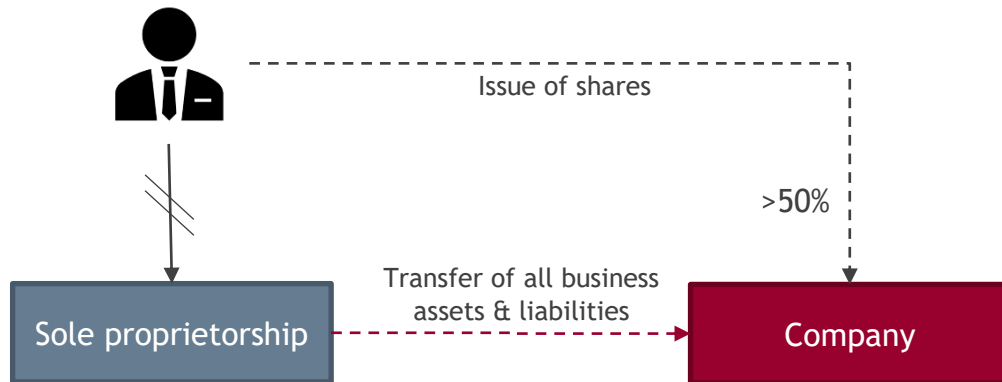 Issue of shares
>50%
Transfer of all business
assets & liabilities
Sole proprietorship
Company